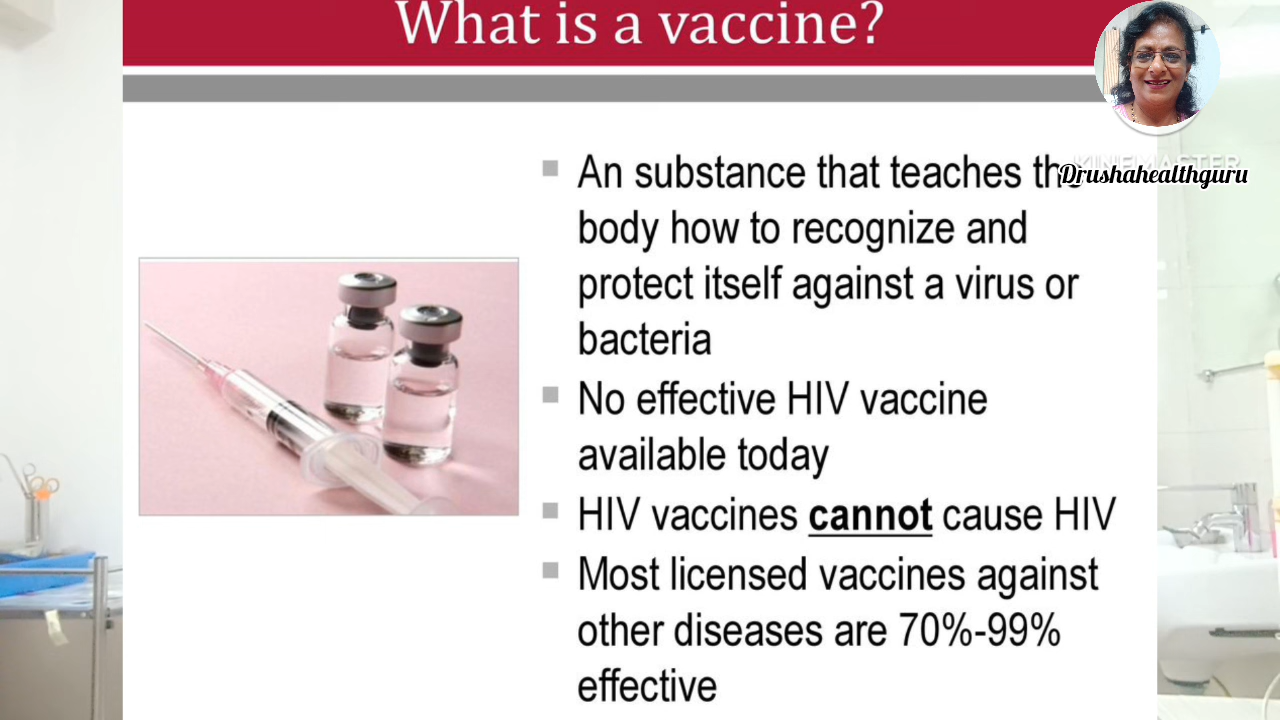 What is a vaccine?
KINEMASTER
Drushahealthguru
An substance that teaches the
body how to recognize and
protect itself against a virus or
bacteria
No effective HIV vaccine
available today
HIV vaccines cannot cause HIV
Most licensed vaccines against
other diseases are 70%-99%
effective